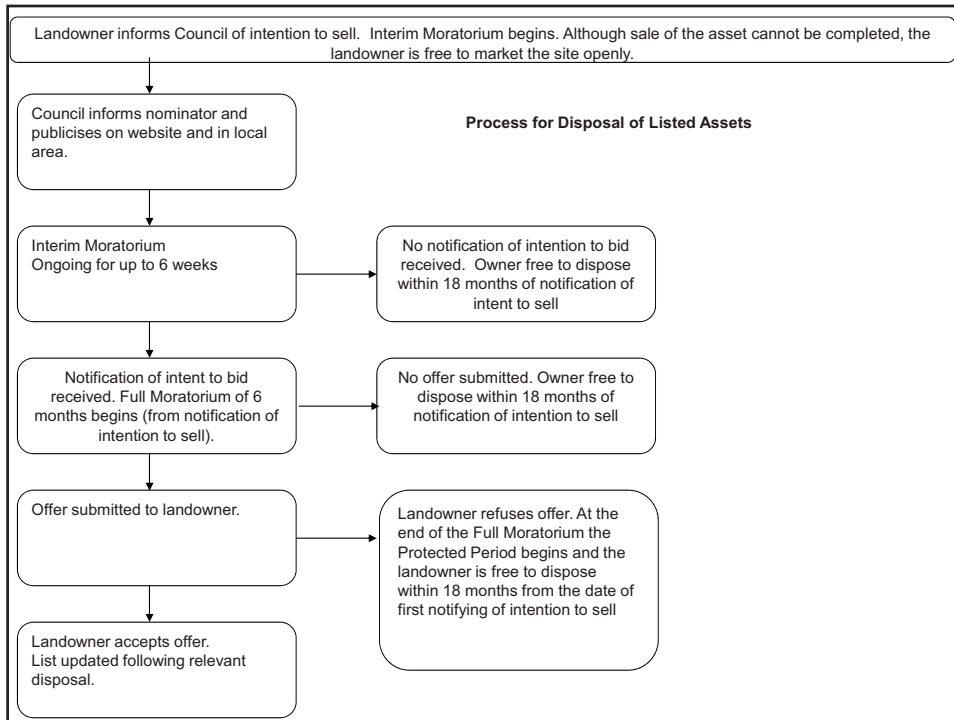 Landowner informs Council of intention to sell. Interim Moratorium begins. Although sale of the asset cannot be completed, the
landowner is free to market the site openly.
Council informs nominator and
publicises on website and in local
area.
Process for Disposal of Listed Assets
Interim Moratorium
Ongoing for up to 6 weeks
No notification of intention to bid
received. Owner free to dispose
within 18 months of notification of
intent to sell
Notification of intent to bid
received. Full Moratorium of 6
months begins (from notification of
intention to sell).
No offer submitted. Owner free to
dispose within 18 months of
notification of intention to sell
Offer submitted to landowner.
Landowner refuses offer. At the
end of the Full Moratorium the
Protected Period begins and the
landowner is free to dispose
within 18 months from the date of
first notifying of intention to sell
Landowner accepts offer.
List updated following relevant
disposal.